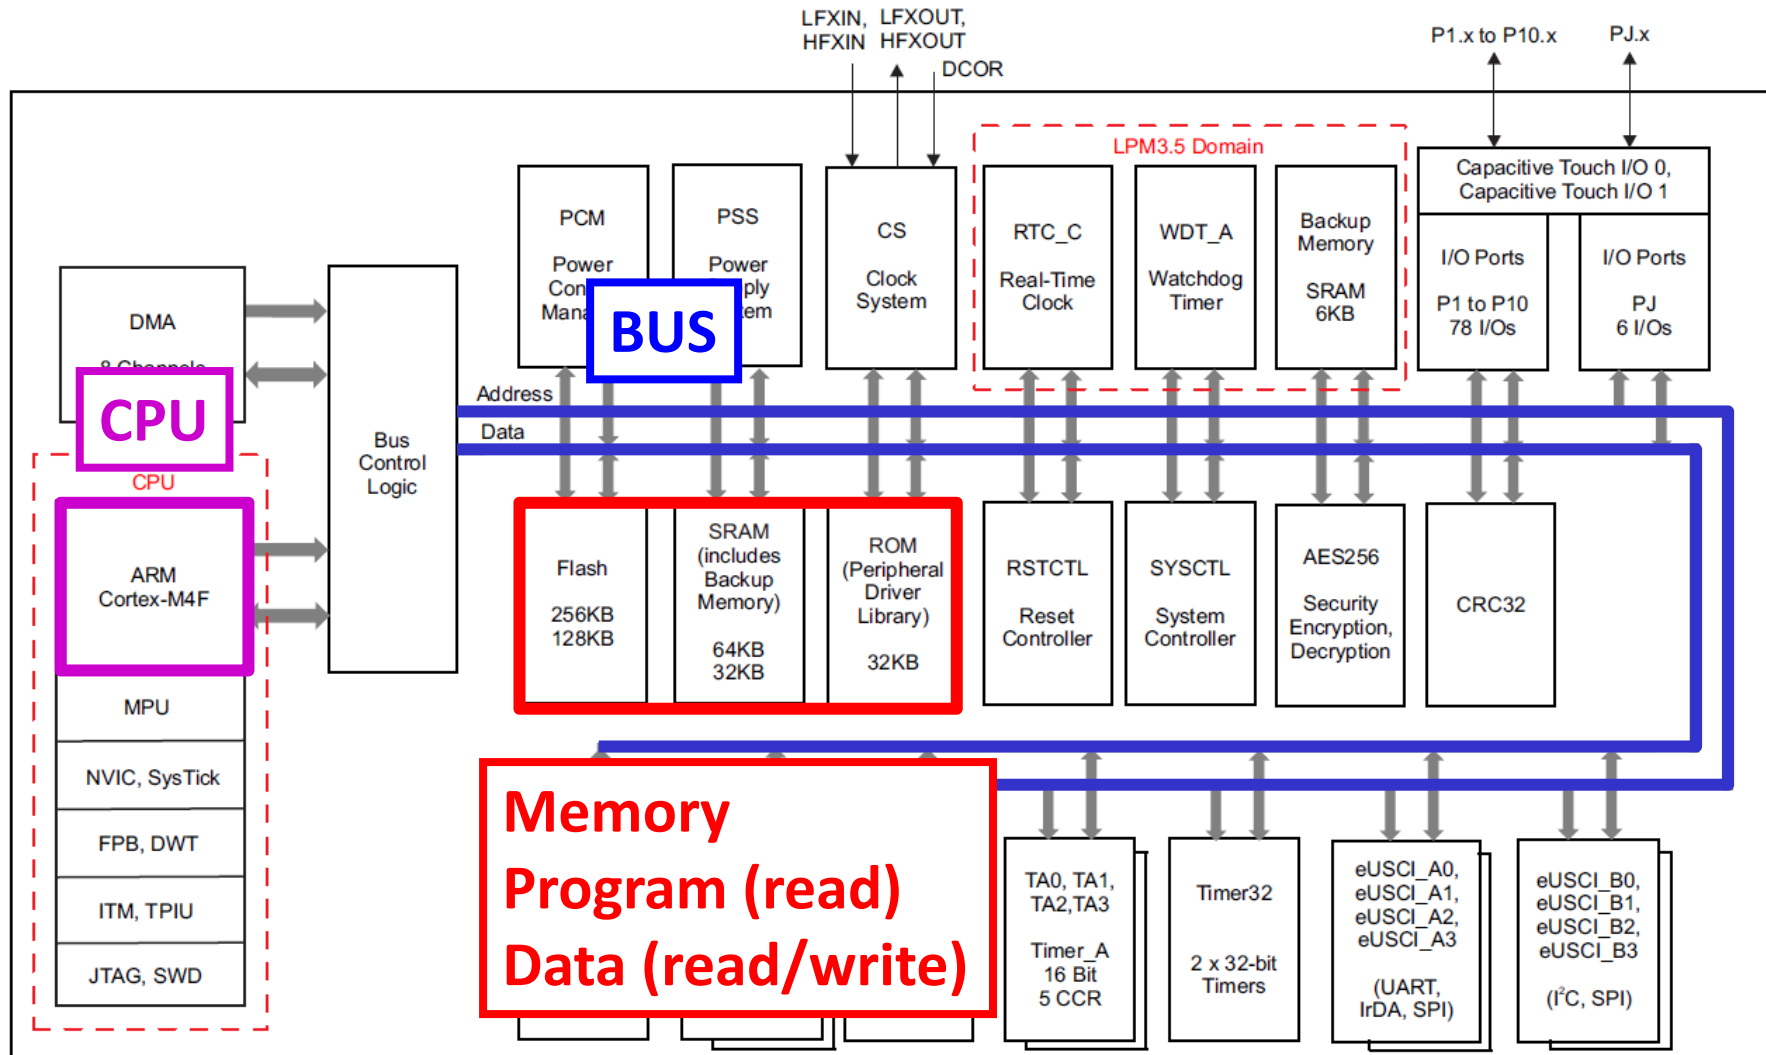 LFXIN,
HFXIN
LFXOUT,
HFXOUT
DCOR
P1.x to P10.x
PJ.x
LPM3.5 Domain
PCM
Power
Con
Mana
PSS
Power
ply
tem
BUS
CS
Clock
System
RTC_C
Real-Time
Clock
WDT_A
Watchdog
Timer
Backup
Memory
SRAM
6KB
Capacitive Touch I/O 0,
Capacitive Touch I/O 1
I/O Ports
P1 to P10
78 I/Os
I/O Ports
PJ
6 I/Os
DMA
8 Channels
CPU
CPU
ARM
Cortex-M4F
MPU
NVIC, SysTick
FPB, DWT
ITM, TPIU
JTAG, SWD
Bus
Control
Logic
Address
Data
Flash
256KB
128KB
SRAM
(includes
Backup
Memory)
64KB
32KB
ROM
(Peripheral
Driver
Library)
32KB
RSTCTL
Reset
Controller
SYSCTL
System
Controller
AES256
Security
Encryption,
Decryption
CRC32
Memory
Program (read)
Data (read/write)
TA0, TA1,
TA2,TA3
Timer_A
16 Bit
5 CCR
Timer32
2 x 32-bit
Timers
eUSCI_A0,
eUSCI_A1,
eUSCI_A2,
eUSCI_A3
(UART,
IrDA, SPI)
eUSCI_B0,
eUSCI_B1,
eUSCI_B2,
eUSCI_B3
(I²C, SPI)